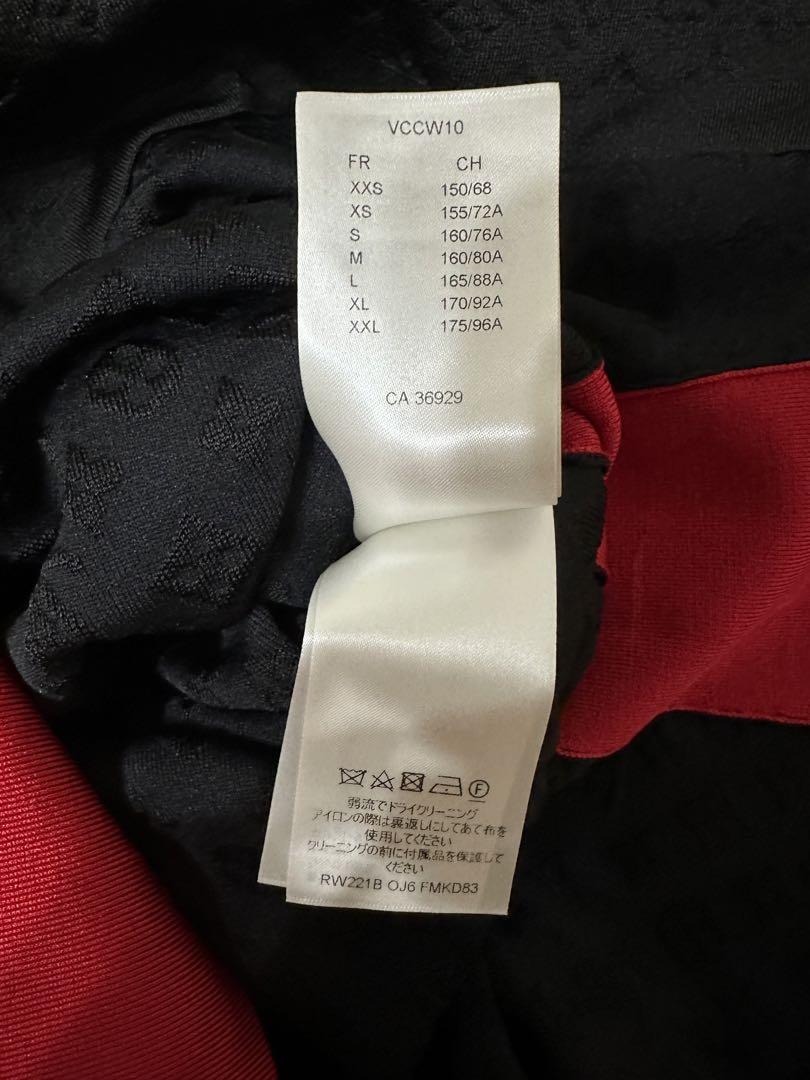 VCCW10
FR CH
XXS 150/68
XS 155/72A
S 160/76A
M 160/80A
L 165/88A
XL 170/92A
XXL 175/96A
CA 36929
F
弱流でドライクリーニング
アイロンの際は裏返しにしてあて布を
使用してください
クリーニングの前に付属品を保護して
ください
RW221B OJ6 FMKD83